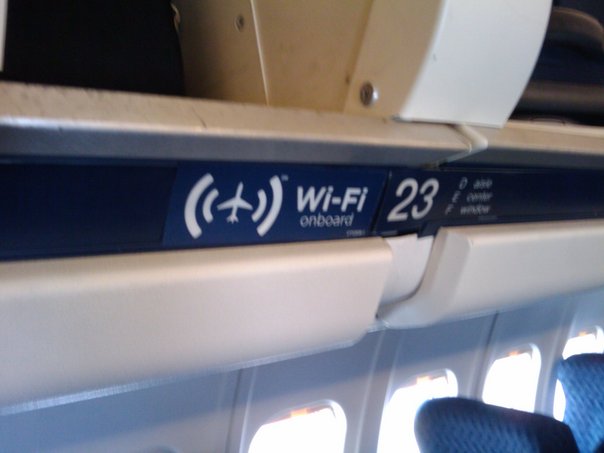 Wi-Fi
onboard
23
D aisle
E center
F window